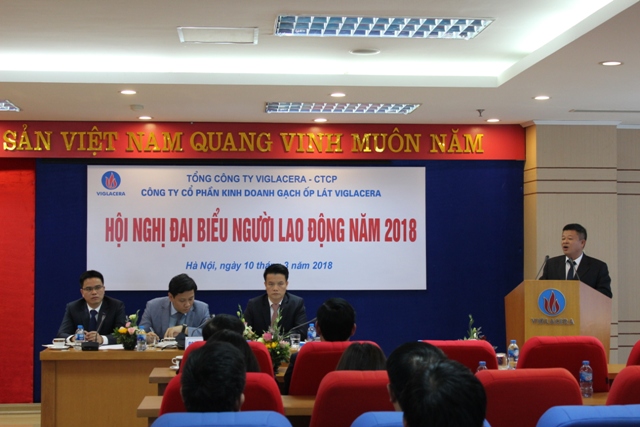 SẢN VIỆT NAM QUANG VINH MUÔN NĂM
VIGLACERA
TỔNG CÔNG TY VIGLACERA - CTCP
CÔNG TY CỔ PHẦN KINH DOANH GẠCH ỐP LÁT VIGLACERA
HỘI NGHỊ ĐẠI BIỂU NGƯỜI LAO ĐỘNG NĂM 2018
Hà Nội, ngày 10 thá 3 năm 2018
VIGLACERA